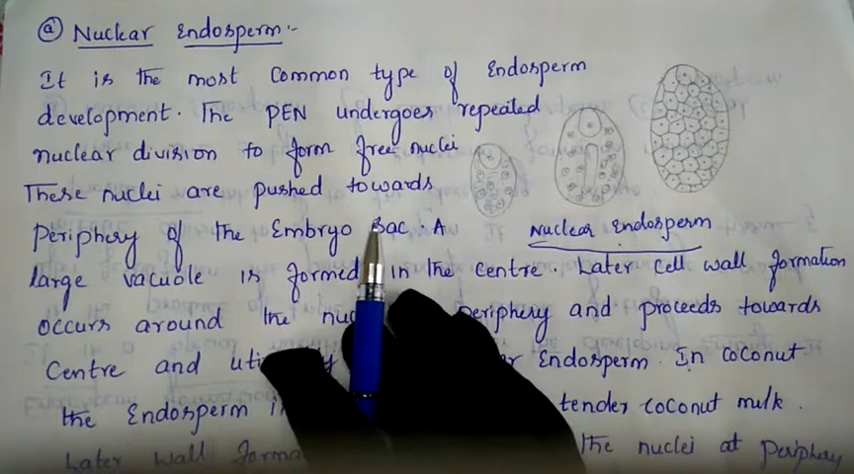 ⓐ Nuclear Endosperm :-
It is the most common type of Endosperm
development. The PEN undergoes repeated
nuclear division to form free nuclei
These nuclei are pushed towards
Periphery of the Embryo Sac. A
Nuclear Endosperm
large vacuole is formed in the centre. Later cell wall formation
occurs around the periphery and proceeds towards
Centre and Endosperm. In coconut
the Endosperm tender coconut milk.
Later wall the nuclei at periphery